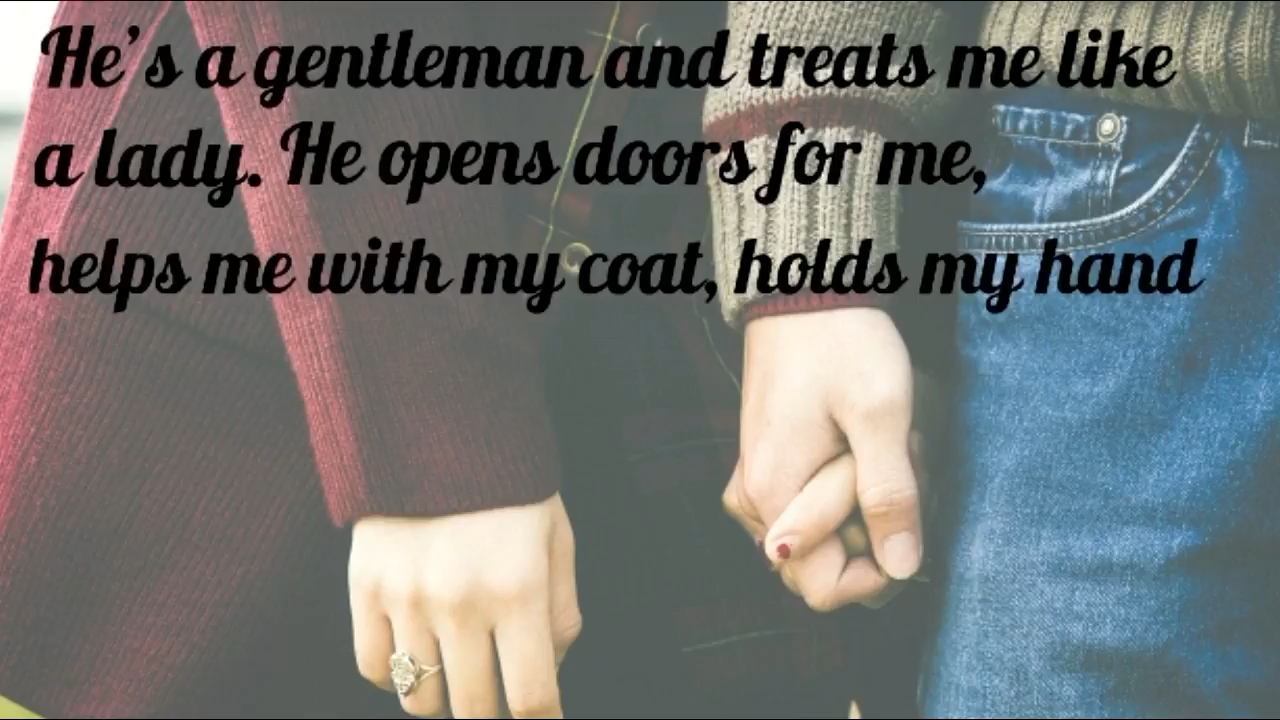 He's a gentleman and treats me like
a lady. He opens doors for me,
helps me with my coat, holds my hand